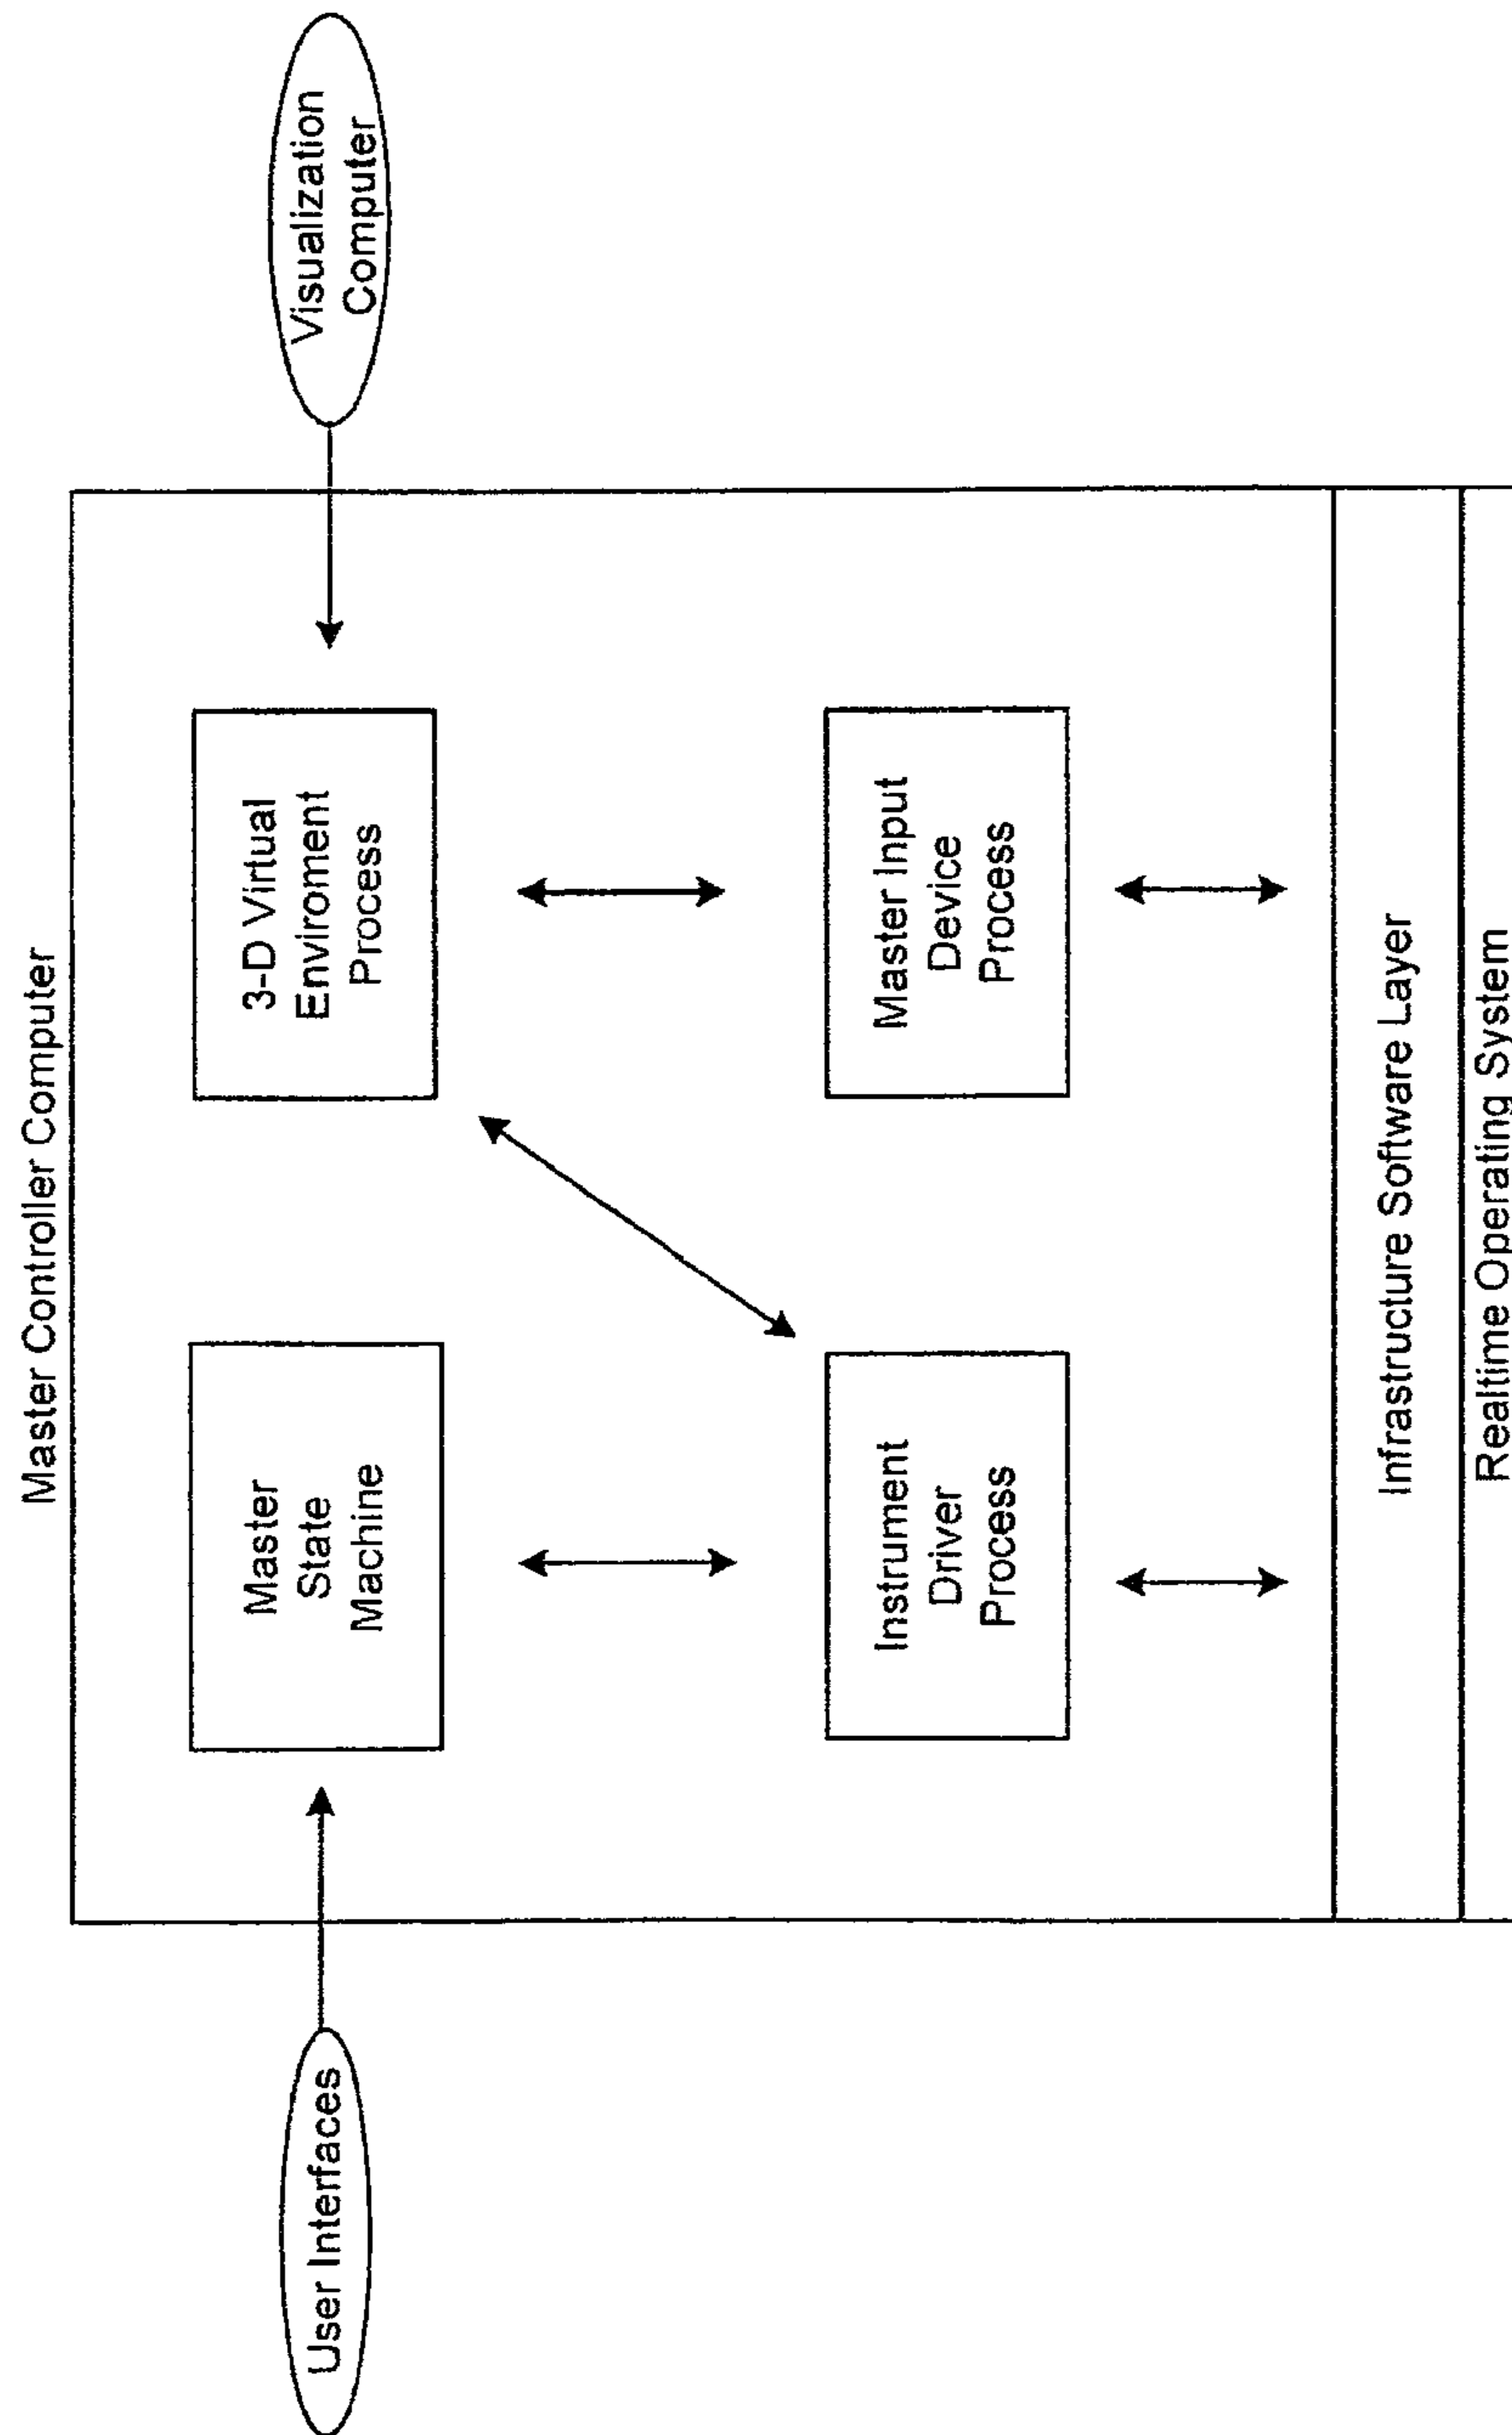 Master Controller Computer
User Interfaces
Master
State
Machine
3-D Virtual
Enviroment
Process
Visualization
Computer
Instrument
Driver
Process
Master Input
Device
Process
Infrastructure Software Layer
Realtime Operating System